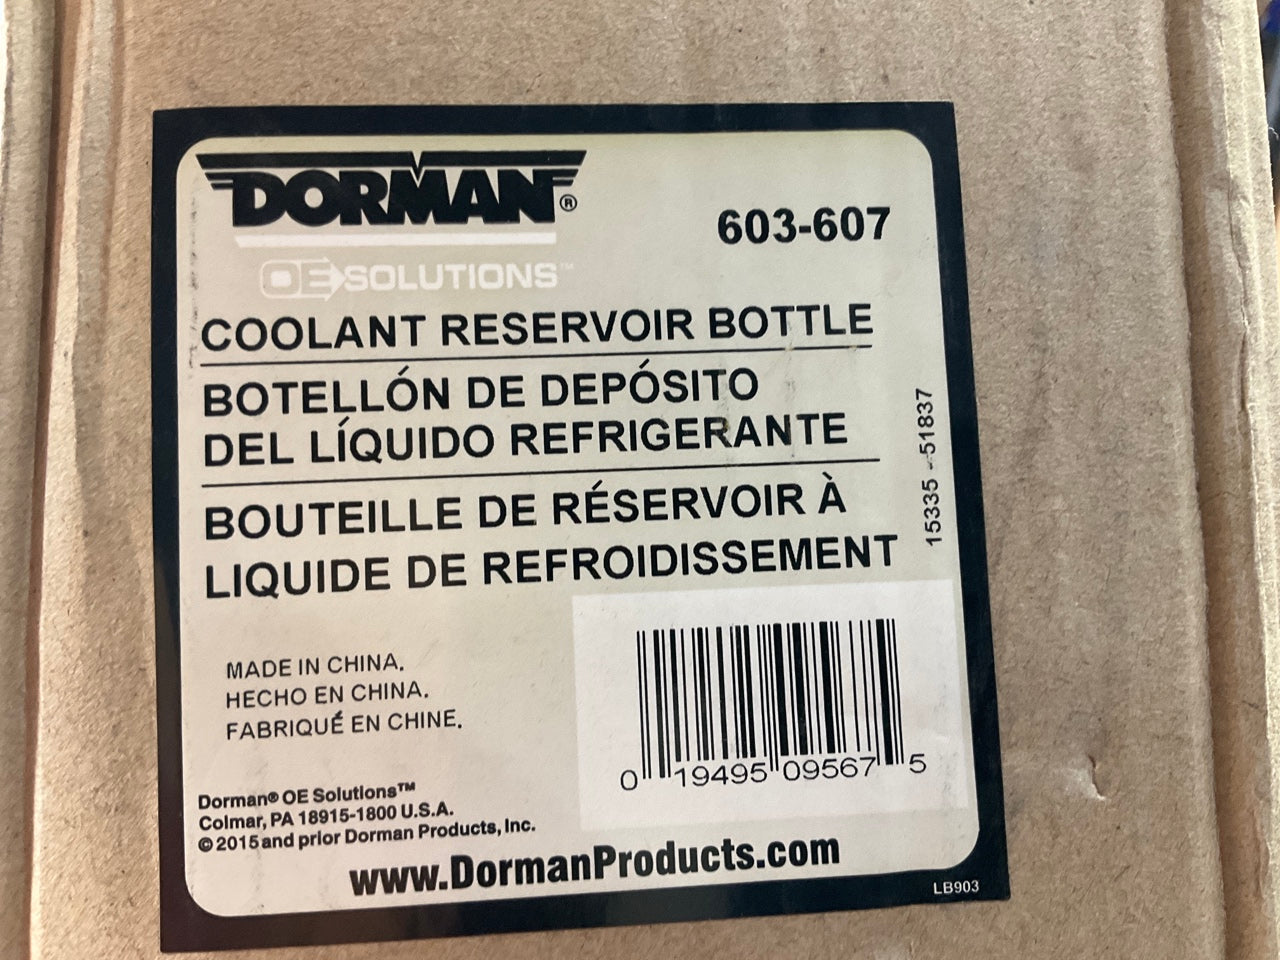 DORMAN®
OE SOLUTIONS™
603-607
COOLANT RESERVOIR BOTTLE
BOTELLÓN DE DEPÓSITO
DEL LÍQUIDO REFRIGERANTE
BOUTEILLE DE RÉSERVOIR À
LIQUIDE DE REFROIDISSEMENT
15335 - 51837
MADE IN CHINA.
HECHO EN CHINA.
FABRIQUÉ EN CHINE.
0 19495 09567 5
Dorman® OE Solutions™
Colmar, PA 18915-1800 U.S.A.
© 2015 and prior Dorman Products, Inc.
www.DormanProducts.com
LB903